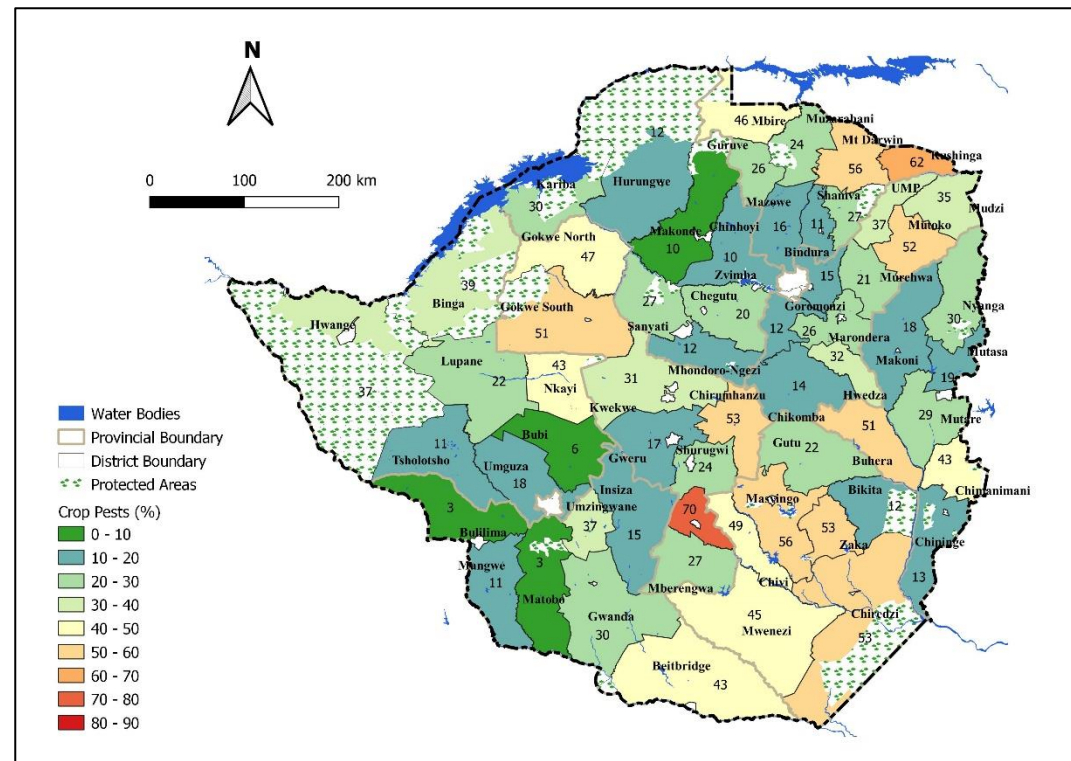 N
0 100 200 km
46 Mbire
Muzarabani
24
Mt Darwin
56
Rushinga
62
12
Guruve
26
Kariba
30
Hurungwe
Makonde
10
Chinhoyi
10
Mazowe
16
Shamva
11
27
Bindura
UMP
37
35
Mudzi
Mutoko
52
Gokwe North
47
Zvimba
15
Murehwa
21
Goromonzi
Nyanga
30
39
Binga
Gokwe South
51
27
Sanyati
Chegutu
20
12
26
Marondera
18
Makoni
Mutasa
19
Hwange
37
Lupane
22
43
Nkayi
12
Mhondoro-Ngezi
32
Hwedza
31
Kwekwe
Chirumhanzu
53
14
Chikomba
29
Mutare
11
Tsholotsho
Umguza
18
Bubi
6
Gweru
17
Shurugwi
24
Gutu
22
51
Buhera
43
Chimanimani
3
Bulilima
Insiza
15
Umzingwane
37
70
49
Masvingo
56
53
Zaka
Bikita
12
Chipinge
13
Mangwe
11
3
Matobo
27
Mberengwa
Chivi
Gwanda
30
45
Mwenezi
Chiredzi
53
Beitbridge
43
Water Bodies
Provincial Boundary
District Boundary
Protected Areas
Crop Pests (%)
0 - 10
10 - 20
20 - 30
30 - 40
40 - 50
50 - 60
60 - 70
70 - 80
80 - 90